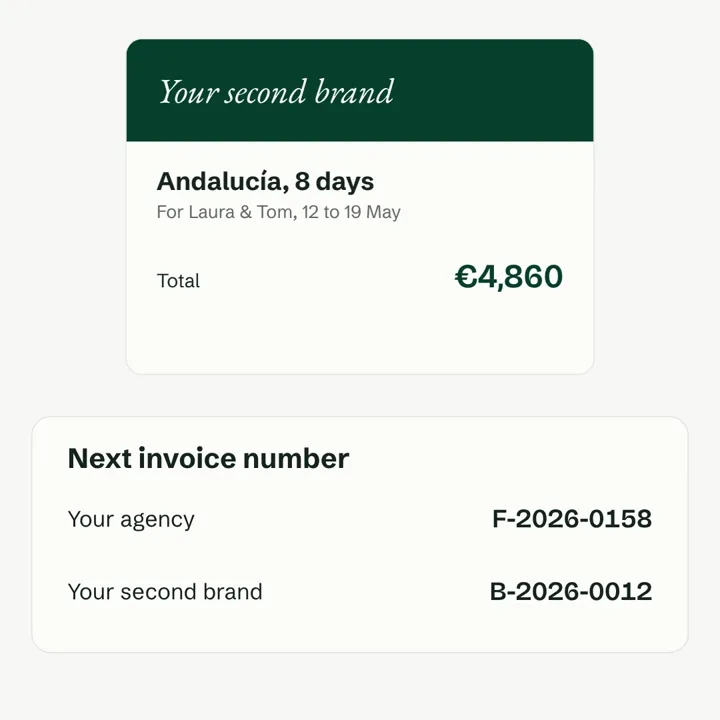 Your second brand
Andalucía, 8 days
For Laura & Tom, 12 to 19 May
Total €4,860
Next invoice number
Your agency F-2026-0158
Your second brand B-2026-0012